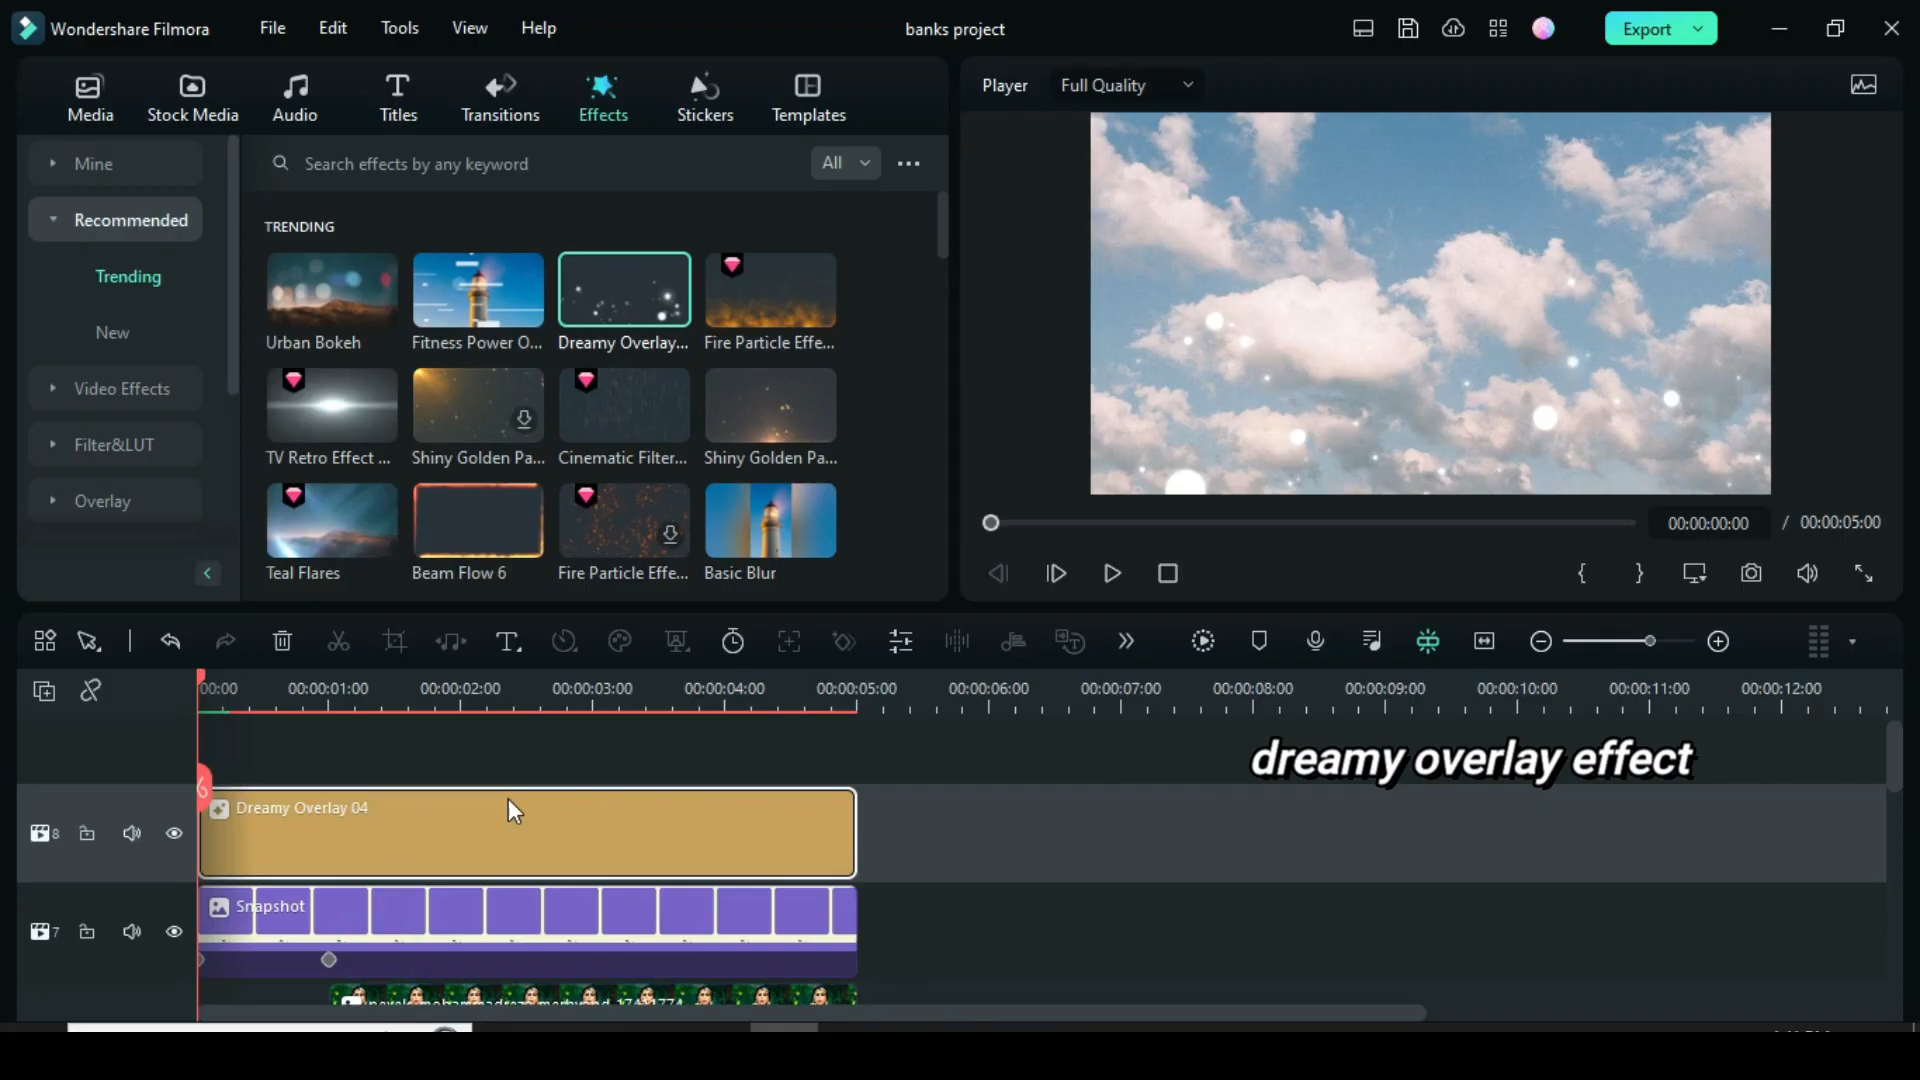 Wondershare Filmora
File
Edit
Tools
View
Help
banks project
Export
Media
Stock Media
Audio
Titles
Transitions
Effects
Stickers
Templates
Player
Full Quality
Mine
Recommended
Trending
New
Video Effects
Filter&LUT
Overlay
Search effects by any keyword
All
TRENDING
Urban Bokeh
Fitness Power O...
Dreamy Overlay...
Fire Particle Effe...
TV Retro Effect ...
Shiny Golden Pa...
Cinematic Filter...
Shiny Golden Pa...
Teal Flares
Beam Flow 6
Fire Particle Effe...
Basic Blur
00:00:00:00
/ 00:00:05:00
00:00
00:00:01:00
00:00:02:00
00:00:03:00
00:00:04:00
00:00:05:00
00:00:06:00
00:00:07:00
00:00:08:00
00:00:09:00
00:00:10:00
00:00:11:00
00:00:12:00
dreamy overlay effect
Dreamy Overlay 04
8
Snapshot
7